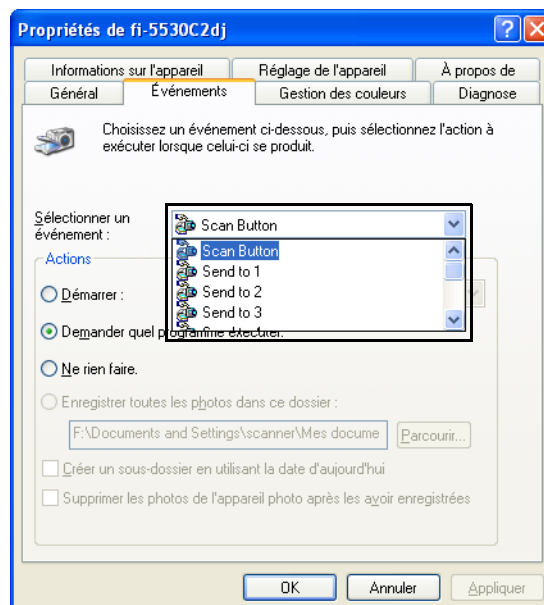 Propriétés de fi-5530C2dj
Informations sur l'appareil Réglage de l'appareil À propos de
Général Événements Gestion des couleurs Diagnose
Choisissez un événement ci-dessous, puis sélectionnez l'action à
exécuter lorsque celui-ci se produit.
Sélectionner un
événement :
Scan Button
Scan Button
Send to 1
Send to 2
Send to 3
Actions
Démarrer :
Demander quel programme exécuter.
Ne rien faire.
Enregistrer toutes les photos dans ce dossier :
F:\Documents and Settings\scanner\Mes docume Parcourir...
Créer un sous-dossier en utilisant la date d'aujourd'hui
Supprimer les photos de l'appareil photo après les avoir enregistrées
OK Annuler Appliquer